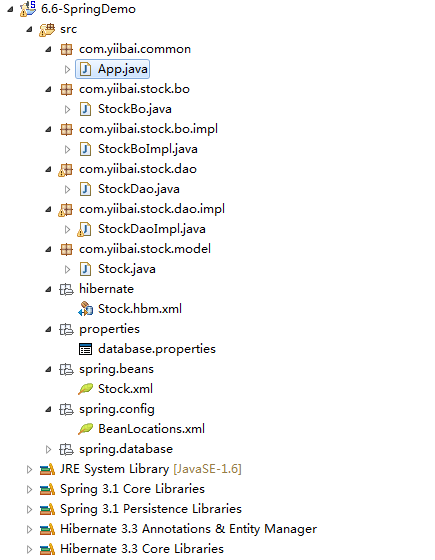 6.6-SpringDemo
src
com.yiibai.common
App.java
com.yiibai.stock.bo
StockBo.java
com.yiibai.stock.bo.impl
StockBoImpl.java
com.yiibai.stock.dao
StockDao.java
com.yiibai.stock.dao.impl
StockDaoImpl.java
com.yiibai.stock.model
Stock.java
hibernate
Stock.hbm.xml
properties
database.properties
spring.beans
Stock.xml
spring.config
BeanLocations.xml
spring.database
JRE System Library [JavaSE-1.6]
Spring 3.1 Core Libraries
Spring 3.1 Persistence Libraries
Hibernate 3.3 Annotations & Entity Manager
Hibernate 3.3 Core Libraries